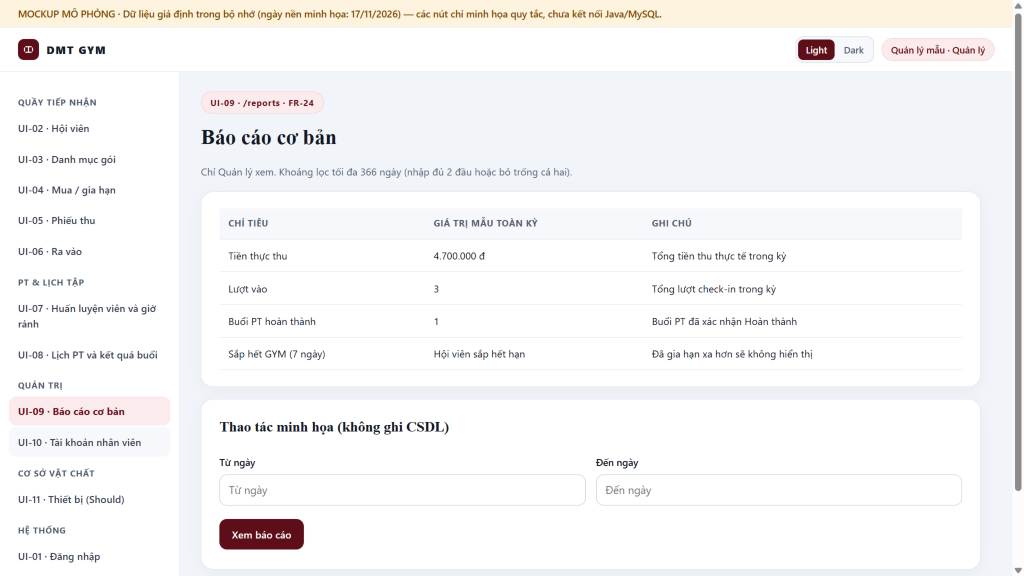 MOCKUP MÔ PHỎNG · Dữ liệu giả định trong bộ nhớ (ngày nền minh họa: 17/11/2026) — các nút chỉ minh họa quy tắc, chưa kết nối Java/MySQL.
DMT GYM
Light
Dark
Quản lý mẫu · Quản lý
QUẦY TIẾP NHẬN
UI-02 · Hội viên
UI-03 · Danh mục gói
UI-04 · Mua / gia hạn
UI-05 · Phiếu thu
UI-06 · Ra vào
PT & LỊCH TẬP
UI-07 · Huấn luyện viên và giờ
rảnh
UI-08 · Lịch PT và kết quả buổi
QUẢN TRỊ
UI-09 · Báo cáo cơ bản
UI-10 · Tài khoản nhân viên
CƠ SỞ VẬT CHẤT
UI-11 · Thiết bị (Should)
HỆ THỐNG
UI-01 · Đăng nhập
UI-09 · /reports · FR-24
Báo cáo cơ bản
Chỉ Quản lý xem. Khoảng lọc tối đa 366 ngày (nhập đủ 2 đầu hoặc bỏ trống cả hai).
CHỈ TIÊU
GIÁ TRỊ MẪU TOÀN KỲ
GHI CHÚ
Tiền thực thu
4.700.000 đ
Tổng tiền thu thực tế trong kỳ
Lượt vào
3
Tổng lượt check-in trong kỳ
Buổi PT hoàn thành
1
Buổi PT đã xác nhận Hoàn thành
Sắp hết GYM (7 ngày)
Hội viên sắp hết hạn
Đã gia hạn xa hơn sẽ không hiển thị
Thao tác minh họa (không ghi CSDL)
Từ ngày
Đến ngày
Từ ngày
Đến ngày
Xem báo cáo